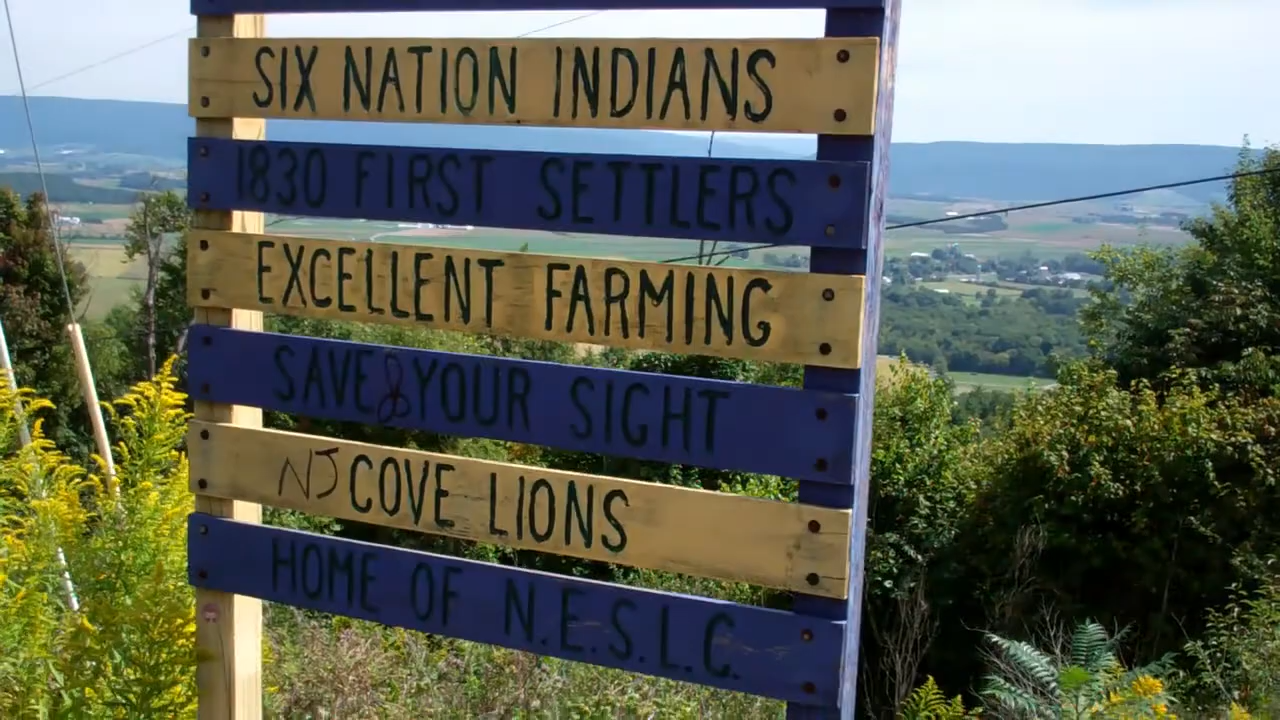 SIX NATION INDIANS
1830 FIRST SETTLERS
EXCELLENT FARMING
SAVE YOUR SIGHT
NJ COVE LIONS
HOME OF N.E.S.L.C.